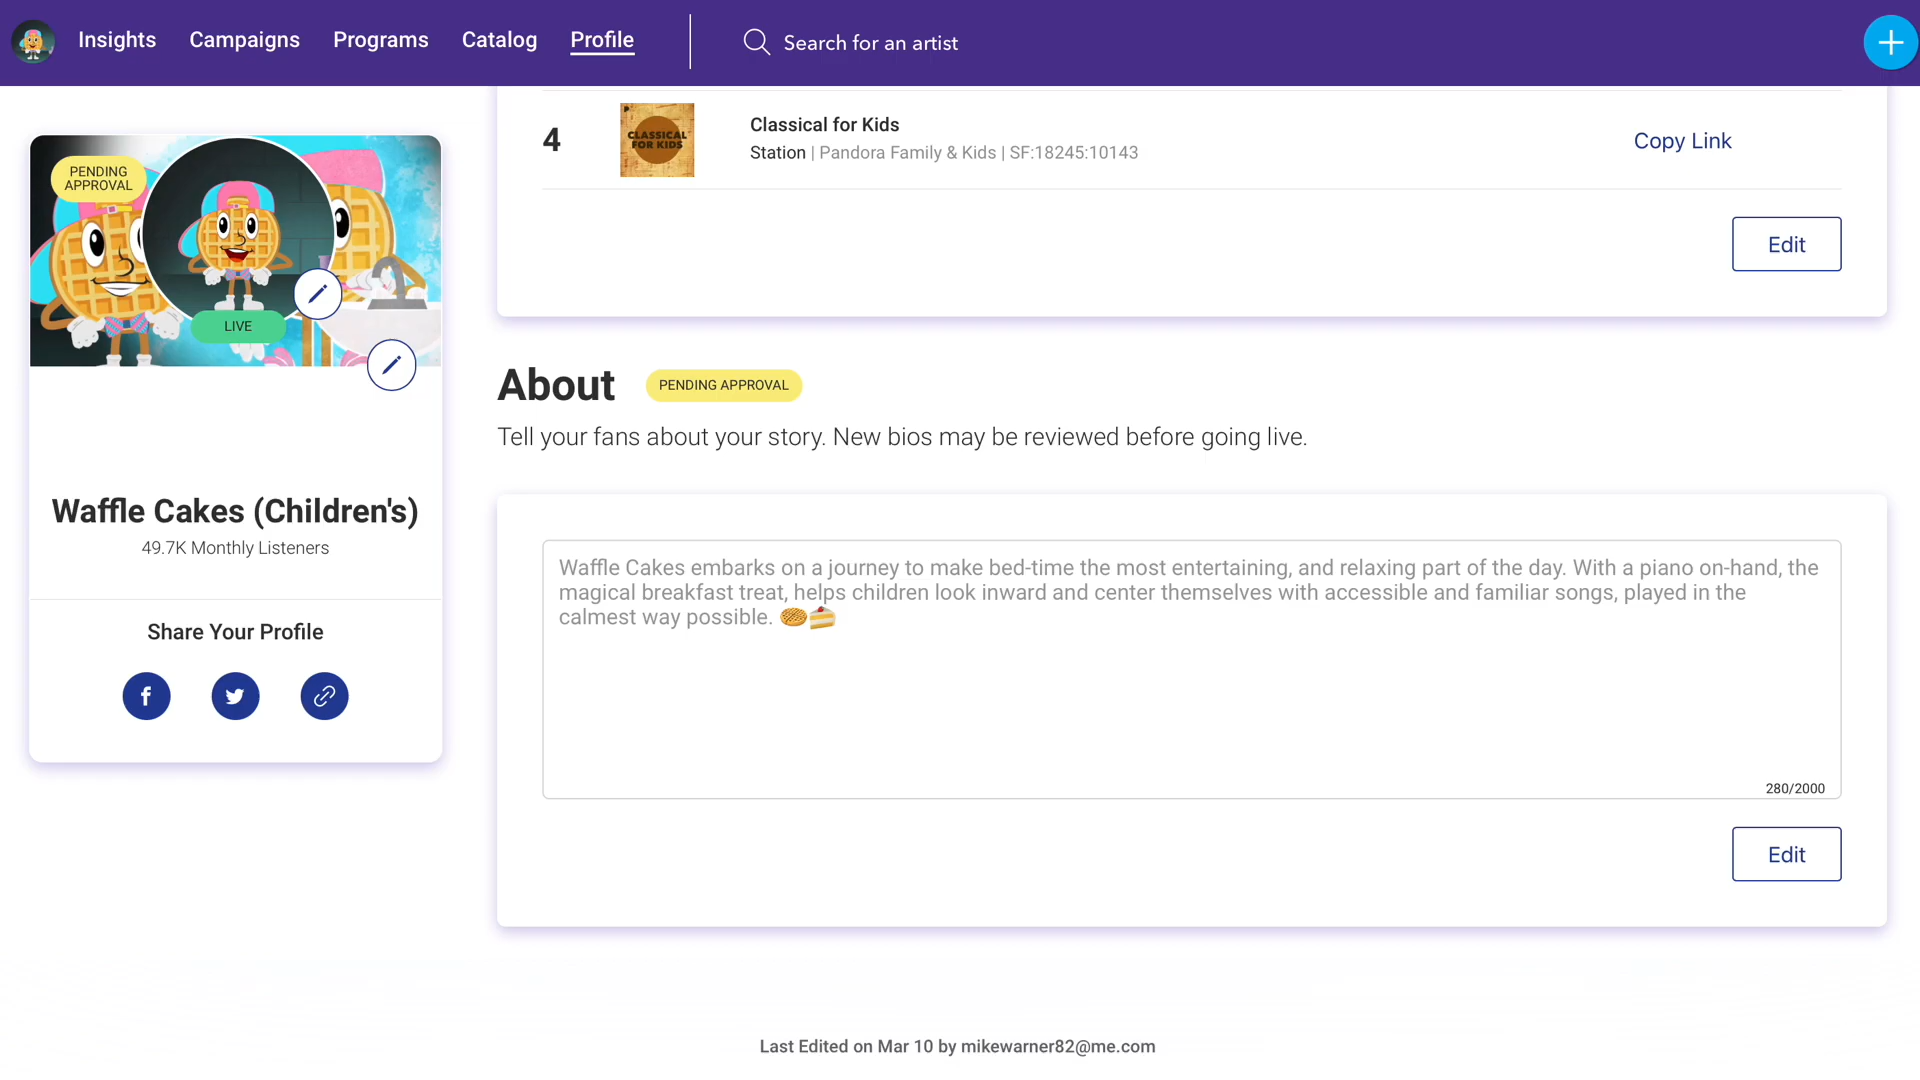 Insights Campaigns Programs Catalog Profile Search for an artist
PENDING
APPROVAL
LIVE
Waffle Cakes (Children's)
49.7K Monthly Listeners
Share Your Profile
4
CLASSICAL
FOR KIDS
Classical for Kids
Station | Pandora Family & Kids | SF:18245:10143
Copy Link
Edit
About
PENDING APPROVAL
Tell your fans about your story. New bios may be reviewed before going live.
Waffle Cakes embarks on a journey to make bed-time the most entertaining, and relaxing part of the day. With a piano on-hand, the
magical breakfast treat, helps children look inward and center themselves with accessible and familiar songs, played in the
calmest way possible. 🧇🍰
280/2000
Edit
Last Edited on Mar 10 by mikewarner82@me.com